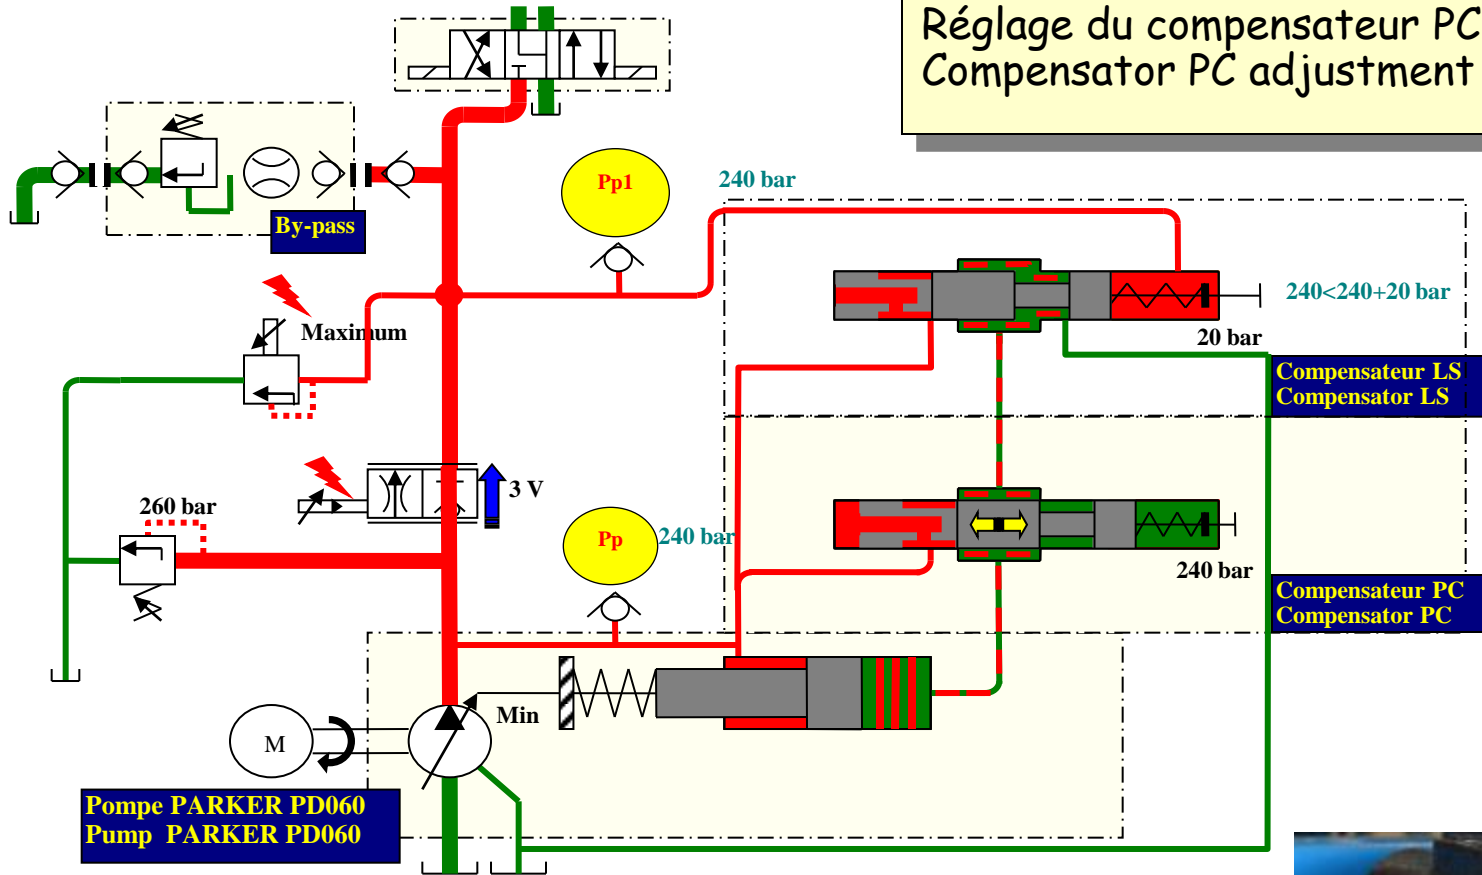 Réglage du compensateur PC
Compensator PC adjustment
By-pass
Pp1
240 bar
Maximum
240<240+20 bar
20 bar
Compensateur LS
Compensator LS
3 V
260 bar
Pp
240 bar
240 bar
Compensateur PC
Compensator PC
Min
M
Pompe PARKER PD060
Pump PARKER PD060